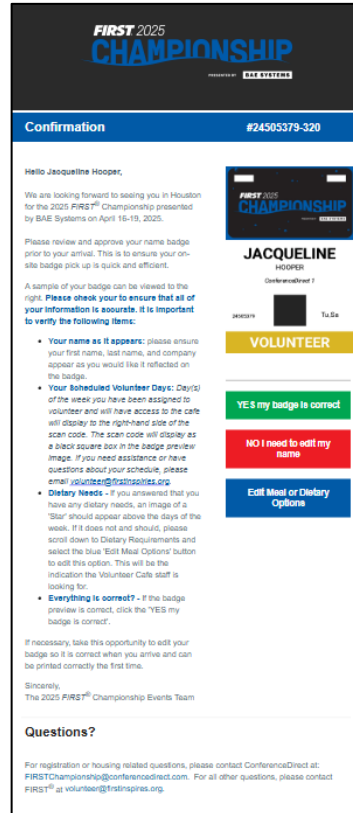 FIRST 2025
CHAMPIONSHIP
PRESENTED BY BAE SYSTEMS
Confirmation #24505379-320
Hello Jacqueline Hooper,
We are looking forward to seeing you in Houston
for the 2025 FIRST® Championship presented
by BAE Systems on April 16-19, 2025.
Please review and approve your name badge
prior to your arrival. This is to ensure your on-
site badge pick up is quick and efficient.
A sample of your badge can be viewed to the
right. Please check your to ensure that all of
your information is accurate. It is important
to verify the following items:
• Your name as it appears: please ensure
your first name, last name, and company
appear as you would like it reflected on
the badge.
• Your Scheduled Volunteer Days: Day(s)
of the week you have been assigned to
volunteer and will have access to the cafe
will display to the right-hand side of the
scan code. The scan code will display as
a black square box in the badge preview
image. If you need assistance or have
questions about your schedule, please
email volunteer@firstinspires.org.
• Dietary Needs - If you answered that you
have any dietary needs, an image of a
'Star' should appear above the days of the
week. If it does not and should, please
scroll down to Dietary Requirements and
select the blue 'Edit Meal Options' button
to edit this option. This will be the
indication the Volunteer Cafe staff is
looking for.
• Everything is correct? - If the badge
preview is correct, click the 'YES my
badge is correct'.
If necessary, take this opportunity to edit your
badge so it is correct when you arrive and can
be printed correctly the first time.
Sincerely,
The 2025 FIRST® Championship Events Team
FIRST 2025
CHAMPIONSHIP
JACQUELINE
HOOPER
ConferenceDirect 1
24505379
Tu,Sa
VOLUNTEER
YES my badge is correct
NO I need to edit my
name
Edit Meal or Dietary
Options
Questions?
For registration or housing related questions, please contact ConferenceDirect at:
FIRSTChampionship@conferencedirect.com. For all other questions, please contact
FIRST® at volunteer@firstinspires.org.